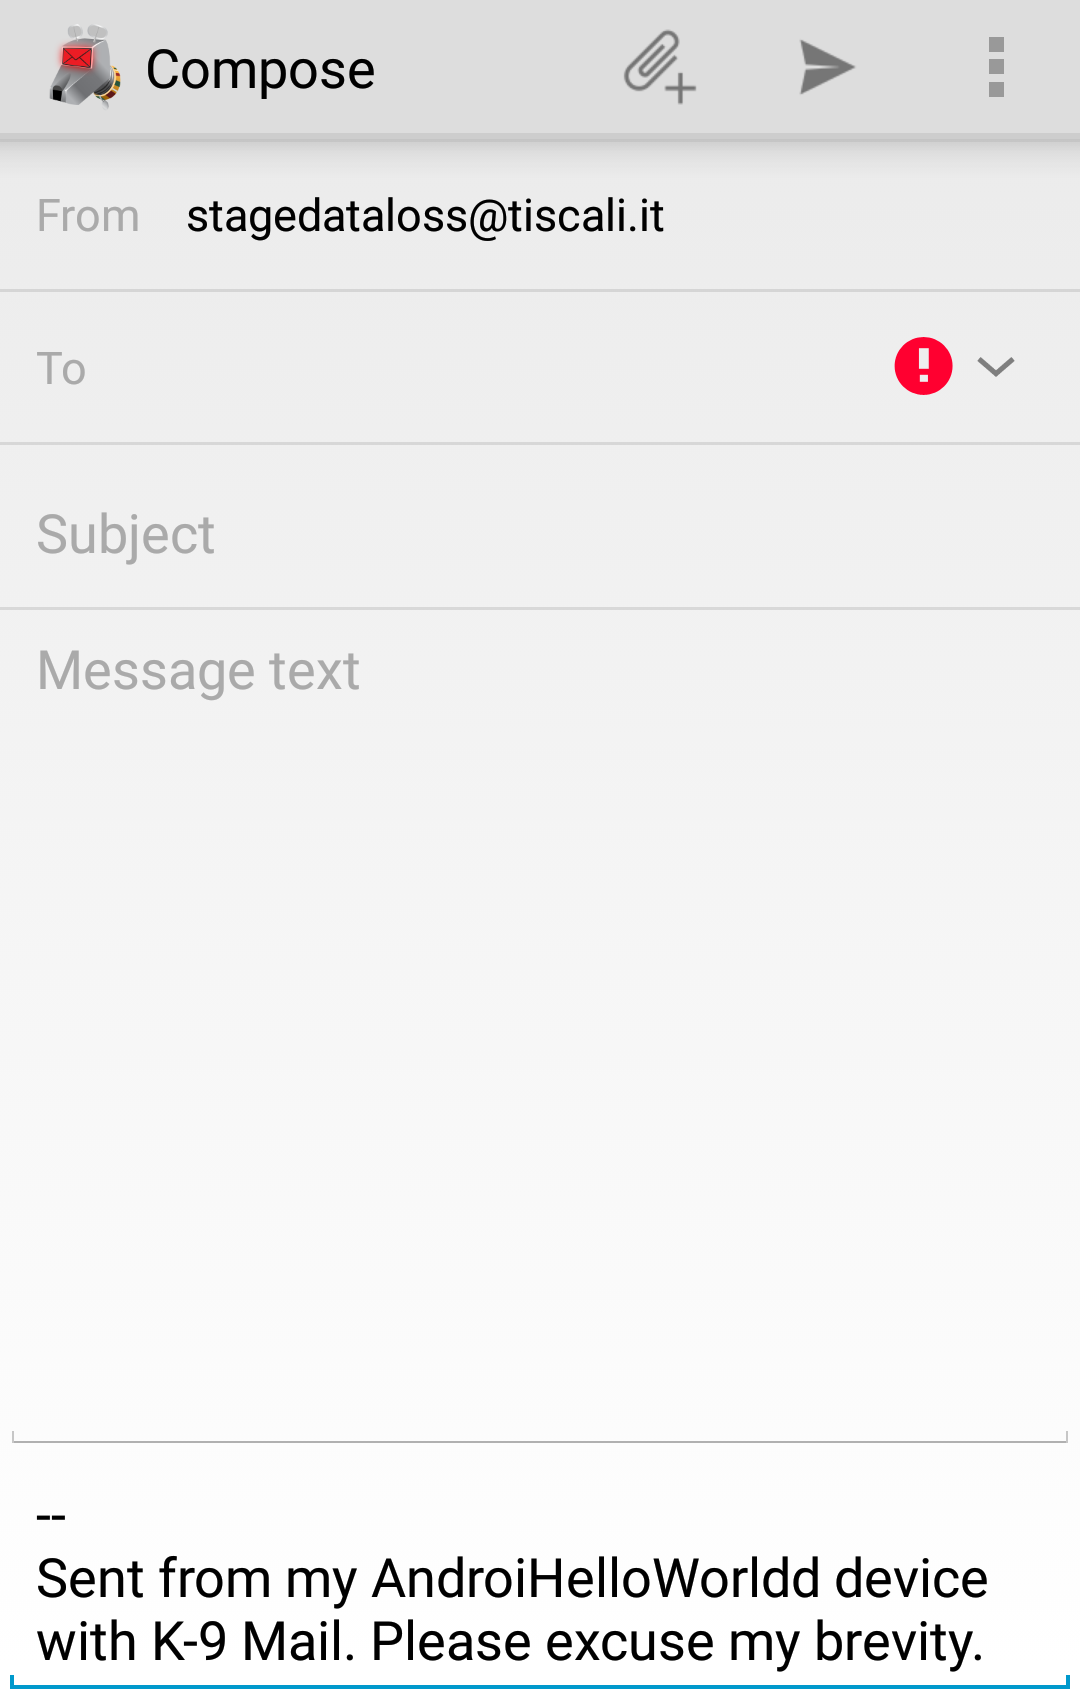 Compose
From stagedataloss@tiscali.it
To
Subject
Message text
--
Sent from my AndroiHelloWorldd device
with K-9 Mail. Please excuse my brevity.